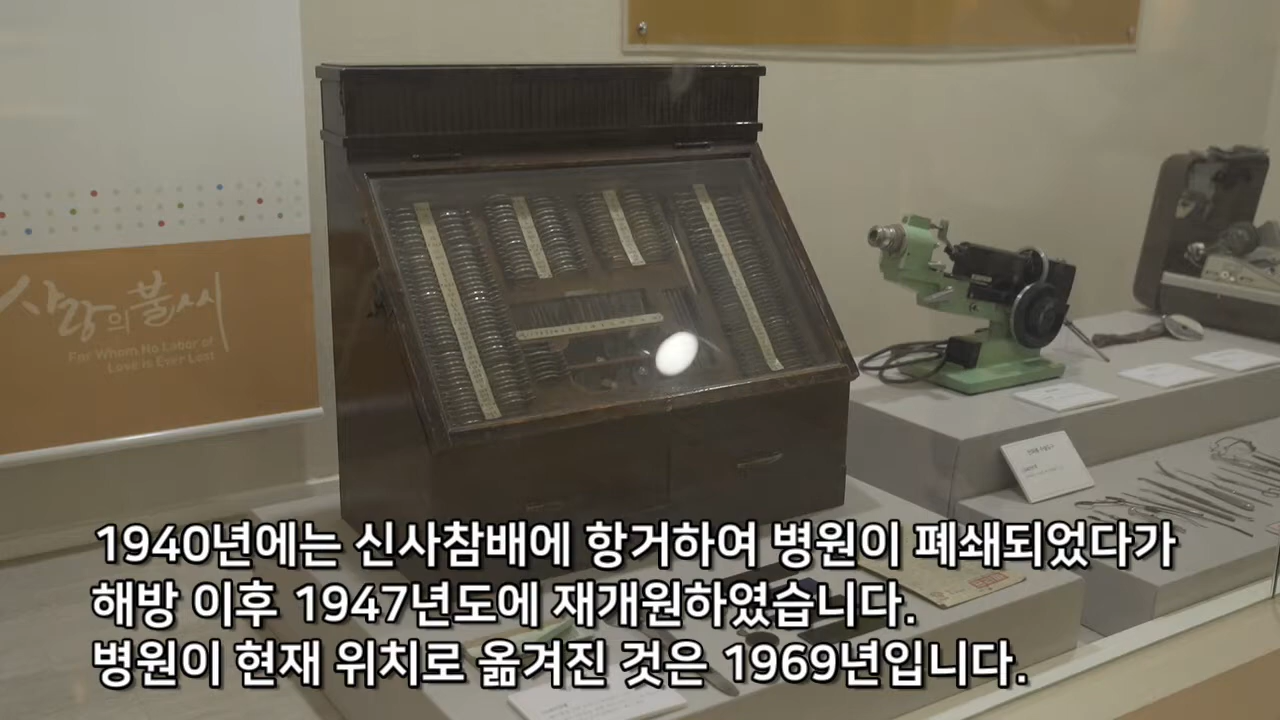 사랑의 불씨
For Whom No Labor of
Love is Ever Lost
1940년에는 신사참배에 항거하여 병원이 폐쇄되었다가
해방 이후 1947년도에 재개원하였습니다.
병원이 현재 위치로 옮겨진 것은 1969년입니다.